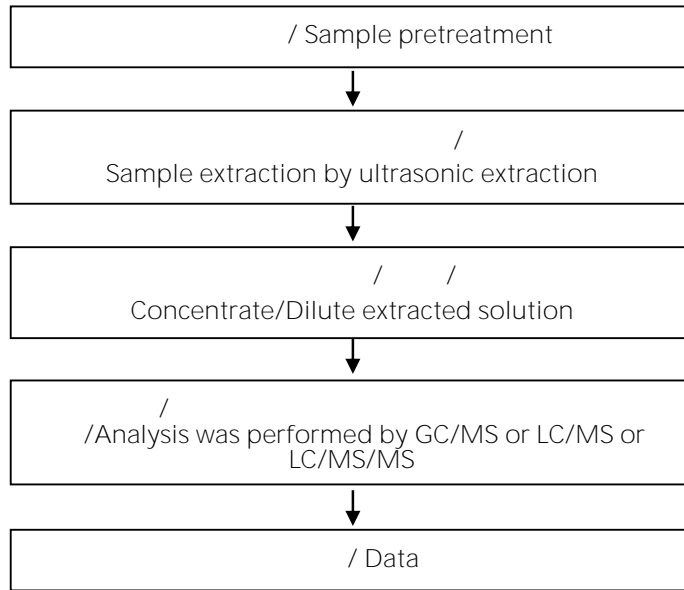 / Sample pretreatment
/
Sample extraction by ultrasonic extraction
/ /
Concentrate/Dilute extracted solution
/
/Analysis was performed by GC/MS or LC/MS or
LC/MS/MS
/ Data